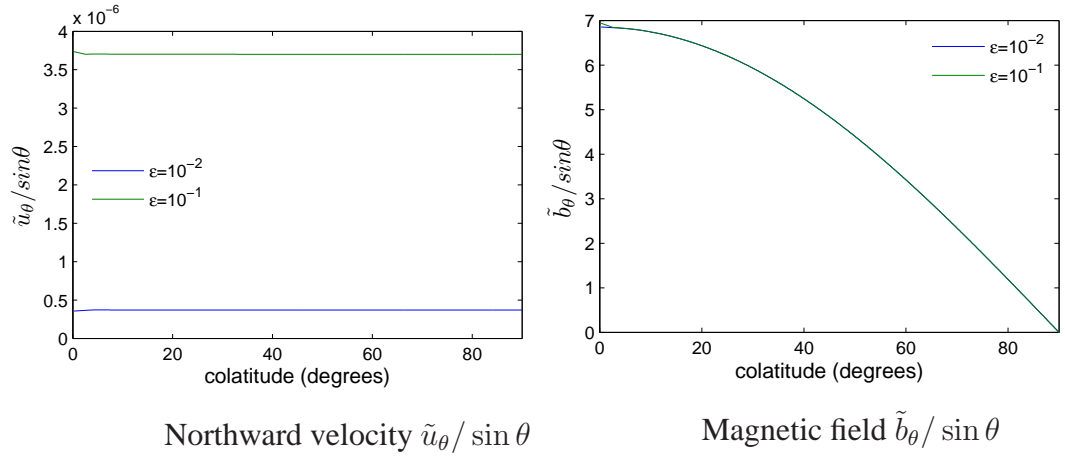 x 10⁻⁶
4
3.5
3
2.5
2
1.5
1
0.5
0
0 20 40 60 80
colatitude (degrees)
ũ_θ/sinθ
ε=10⁻²
ε=10⁻¹
Northward velocity ũ_θ/ sin θ
7
6
5
4
3
2
1
0
0 20 40 60 80
colatitude (degrees)
b̃_θ/sinθ
ε=10⁻²
ε=10⁻¹
Magnetic field b̃_θ/ sin θ